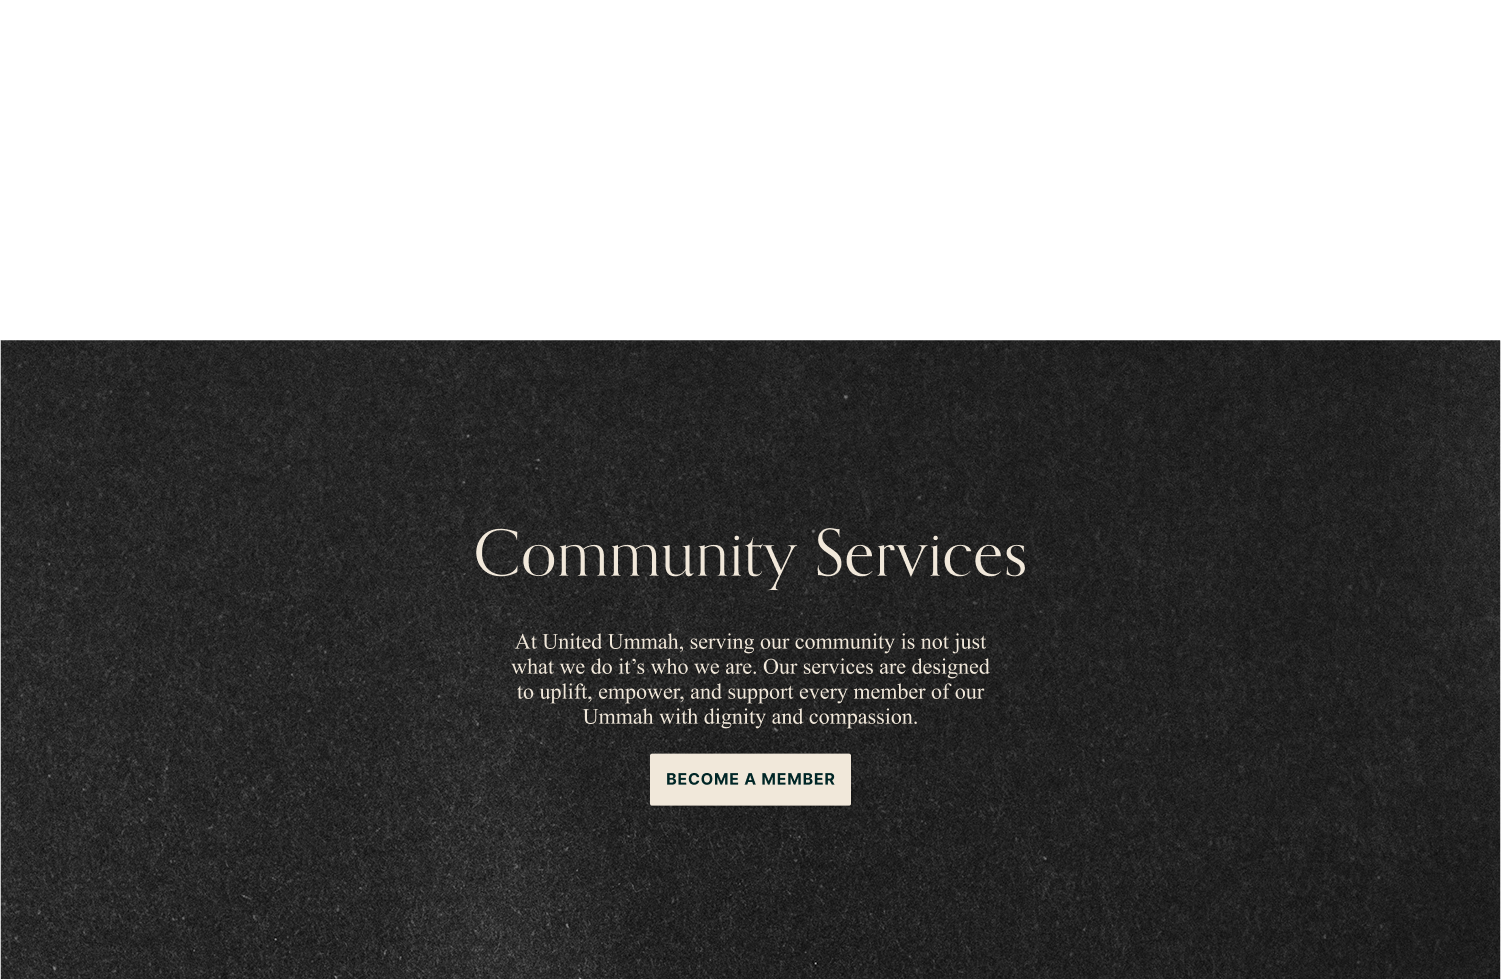 Community Services
At United Ummah, serving our community is not just
what we do it’s who we are. Our services are designed
to uplift, empower, and support every member of our
Ummah with dignity and compassion.
BECOME A MEMBER